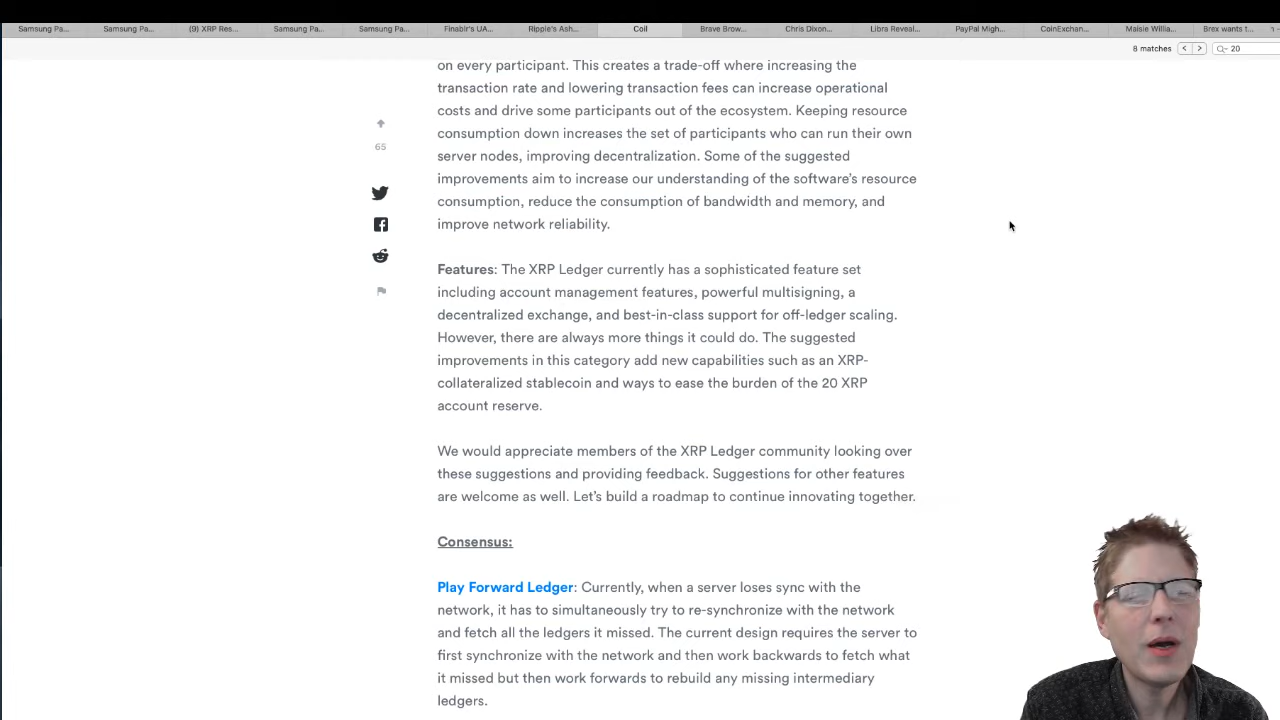 Samsung Pa... Samsung Pa... (9) XRP Res... Samsung Pa... Samsung Pa... Finablr's UA... Ripple's Ash... Coil Brave Brow... Chris Dixon... Libra Reveal... PayPal Migh... CoinExchan... Maisie Willia... Brex wants t...
8 matches < > 20
on every participant. This creates a trade-off where increasing the
transaction rate and lowering transaction fees can increase operational
costs and drive some participants out of the ecosystem. Keeping resource
consumption down increases the set of participants who can run their own
server nodes, improving decentralization. Some of the suggested
improvements aim to increase our understanding of the software's resource
consumption, reduce the consumption of bandwidth and memory, and
improve network reliability.
65
Features: The XRP Ledger currently has a sophisticated feature set
including account management features, powerful multisigning, a
decentralized exchange, and best-in-class support for off-ledger scaling.
However, there are always more things it could do. The suggested
improvements in this category add new capabilities such as an XRP-
collateralized stablecoin and ways to ease the burden of the 20 XRP
account reserve.
We would appreciate members of the XRP Ledger community looking over
these suggestions and providing feedback. Suggestions for other features
are welcome as well. Let's build a roadmap to continue innovating together.
Consensus:
Play Forward Ledger: Currently, when a server loses sync with the
network, it has to simultaneously try to re-synchronize with the network
and fetch all the ledgers it missed. The current design requires the server to
first synchronize with the network and then work backwards to fetch what
it missed but then work forwards to rebuild any missing intermediary
ledgers.